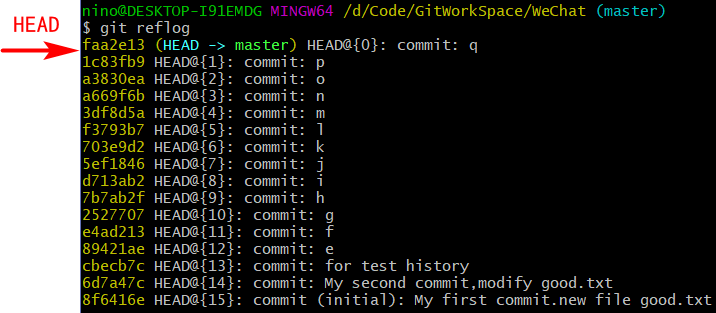 nino@DESKTOP-I91EMDG MINGW64 /d/Code/GitWorkSpace/WeChat (master)
$ git reflog
HEAD
faa2e13 (HEAD -> master) HEAD@{0}: commit: q
1c83fb9 HEAD@{1}: commit: p
a3830ea HEAD@{2}: commit: o
a669f6b HEAD@{3}: commit: n
3df8d5a HEAD@{4}: commit: m
f3793b7 HEAD@{5}: commit: l
703e9d2 HEAD@{6}: commit: k
5ef1846 HEAD@{7}: commit: j
d713ab2 HEAD@{8}: commit: i
7b7ab2f HEAD@{9}: commit: h
2527707 HEAD@{10}: commit: g
e4ad213 HEAD@{11}: commit: f
89421ae HEAD@{12}: commit: e
cbecb7c HEAD@{13}: commit: for test history
6d7a47c HEAD@{14}: commit: My second commit,modify good.txt
8f6416e HEAD@{15}: commit (initial): My first commit.new file good.txt